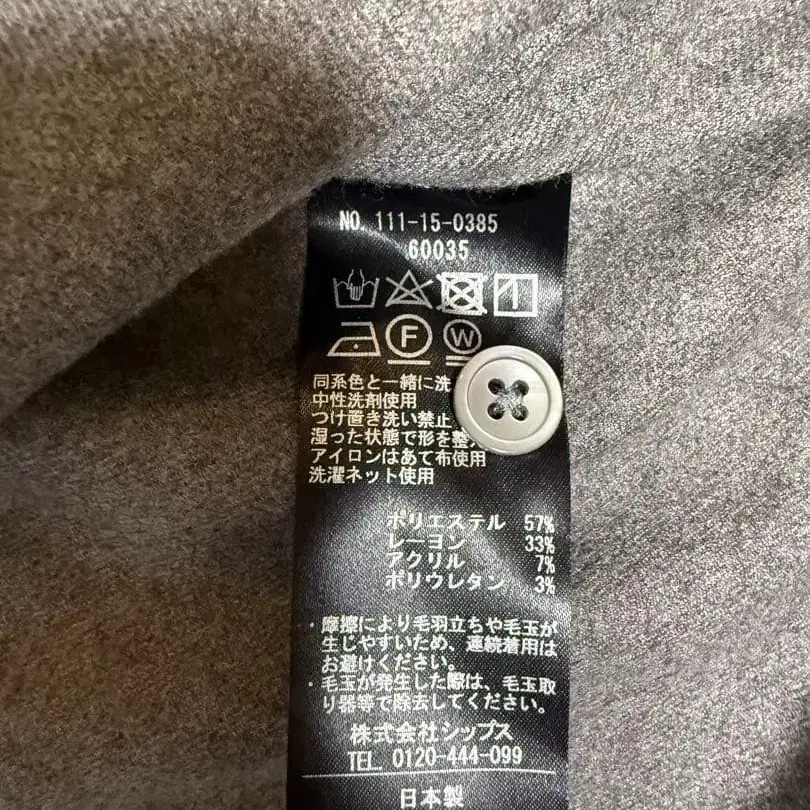 NO. 111-15-0385
60035
F W
同系色と一緒に洗
中性洗剤使用
つけ置き洗い禁止
湿った状態で形を整
アイロンはあて布使用
洗濯ネット使用
ポリエステル 57%
レーヨン 33%
アクリル 7%
ポリウレタン 3%
・摩擦により毛羽立ちや毛玉が
生じやすいため、連続着用は
お避けください。
・毛玉が発生した際は、毛玉取
り器等で除去してください。
株式会社シップス
TEL. 0120-444-099
日本製